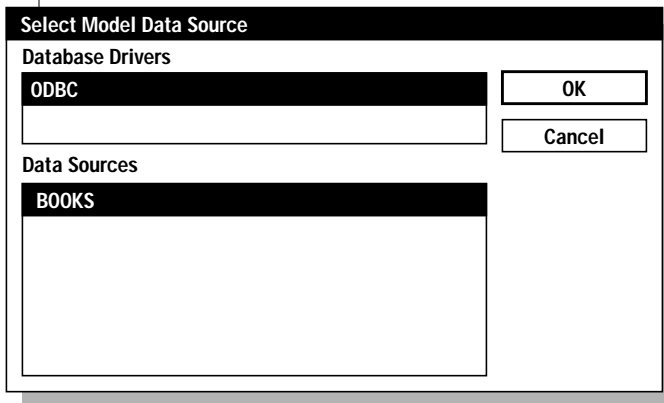 Select Model Data Source
Database Drivers
ODBC
OK
Cancel
Data Sources
BOOKS